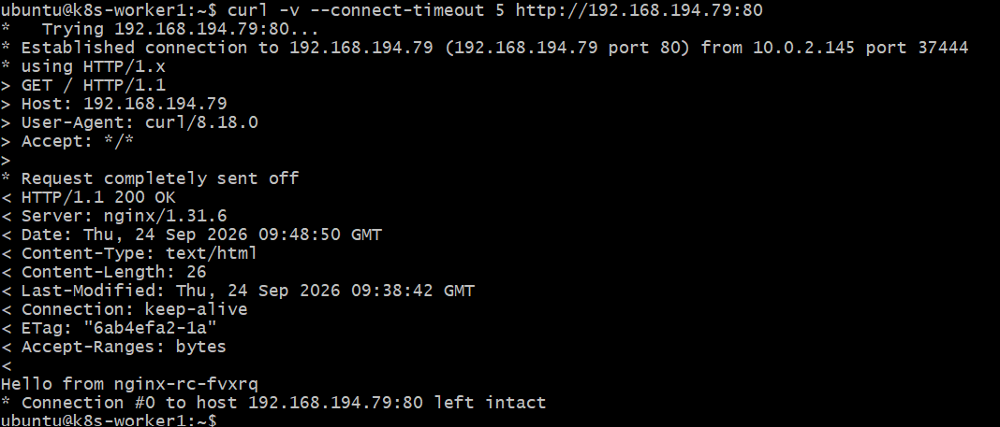 ubuntu@k8s-worker1:~$ curl -v --connect-timeout 5 http://192.168.194.79:80
*   Trying 192.168.194.79:80...
* Established connection to 192.168.194.79 (192.168.194.79 port 80) from 10.0.2.145 port 37444
* using HTTP/1.x
> GET / HTTP/1.1
> Host: 192.168.194.79
> User-Agent: curl/8.18.0
> Accept: */*
>
* Request completely sent off
< HTTP/1.1 200 OK
< Server: nginx/1.31.6
< Date: Thu, 24 Sep 2026 09:48:50 GMT
< Content-Type: text/html
< Content-Length: 26
< Last-Modified: Thu, 24 Sep 2026 09:38:42 GMT
< Connection: keep-alive
< ETag: "6ab4efa2-1a"
< Accept-Ranges: bytes
<
Hello from nginx-rc-fvxrq
* Connection #0 to host 192.168.194.79:80 left intact
ubuntu@k8s-worker1:~$